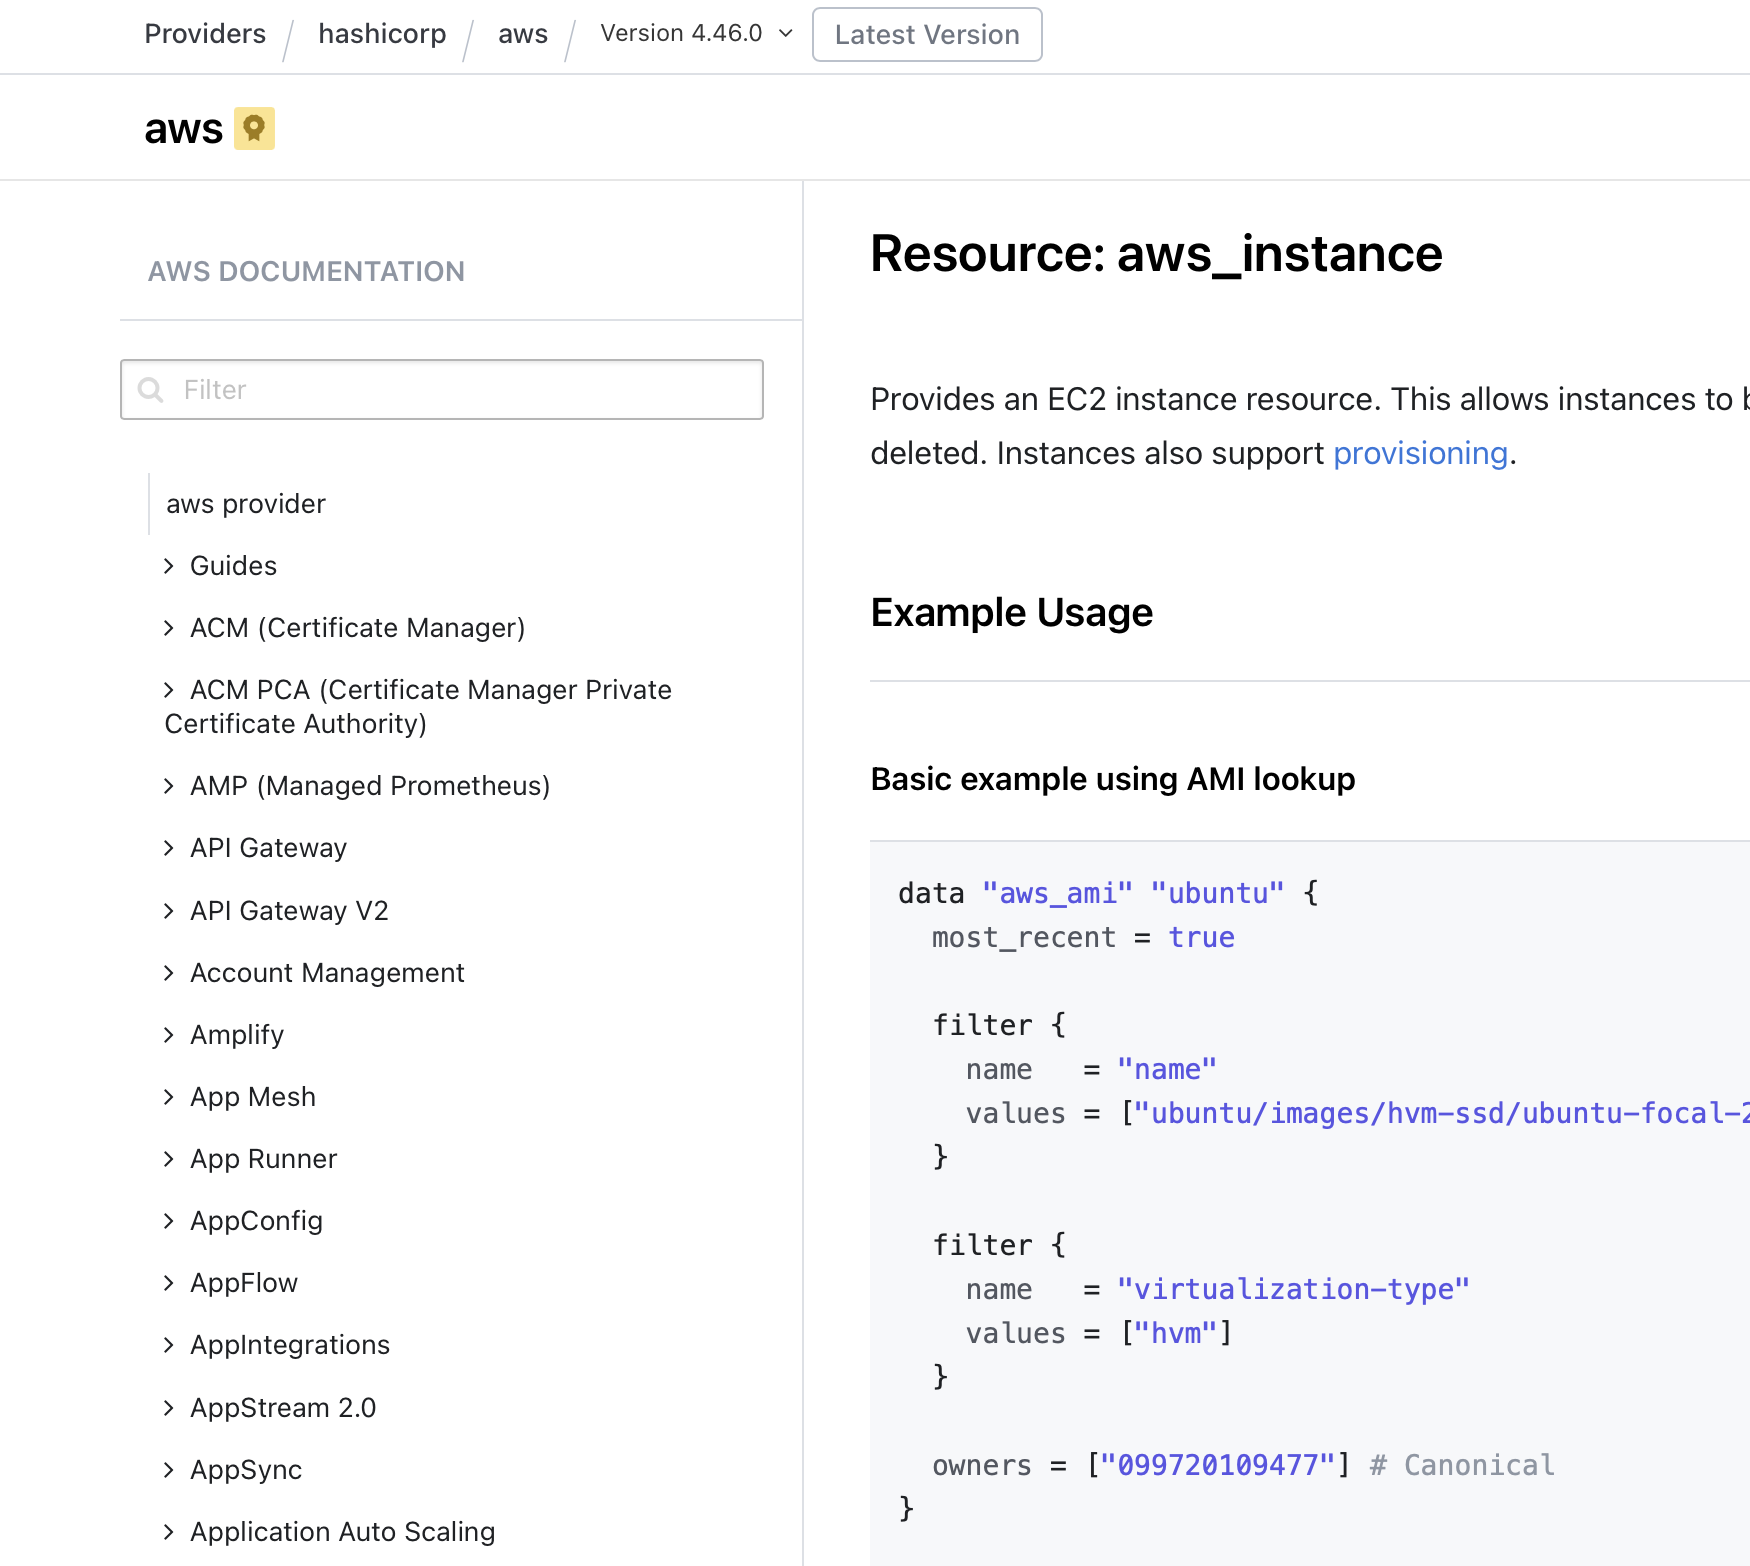 Providers / hashicorp / aws / Version 4.46.0 Latest Version
aws
AWS DOCUMENTATION
Filter
aws provider
Guides
ACM (Certificate Manager)
ACM PCA (Certificate Manager Private
Certificate Authority)
AMP (Managed Prometheus)
API Gateway
API Gateway V2
Account Management
Amplify
App Mesh
App Runner
AppConfig
AppFlow
AppIntegrations
AppStream 2.0
AppSync
Application Auto Scaling
Resource: aws_instance
Provides an EC2 instance resource. This allows instances to
deleted. Instances also support provisioning.
Example Usage
Basic example using AMI lookup
data "aws_ami" "ubuntu" {
  most_recent = true
  filter {
    name   = "name"
    values = ["ubuntu/images/hvm-ssd/ubuntu-focal-2
  }
  filter {
    name   = "virtualization-type"
    values = ["hvm"]
  }
  owners = ["099720109477"] # Canonical
}